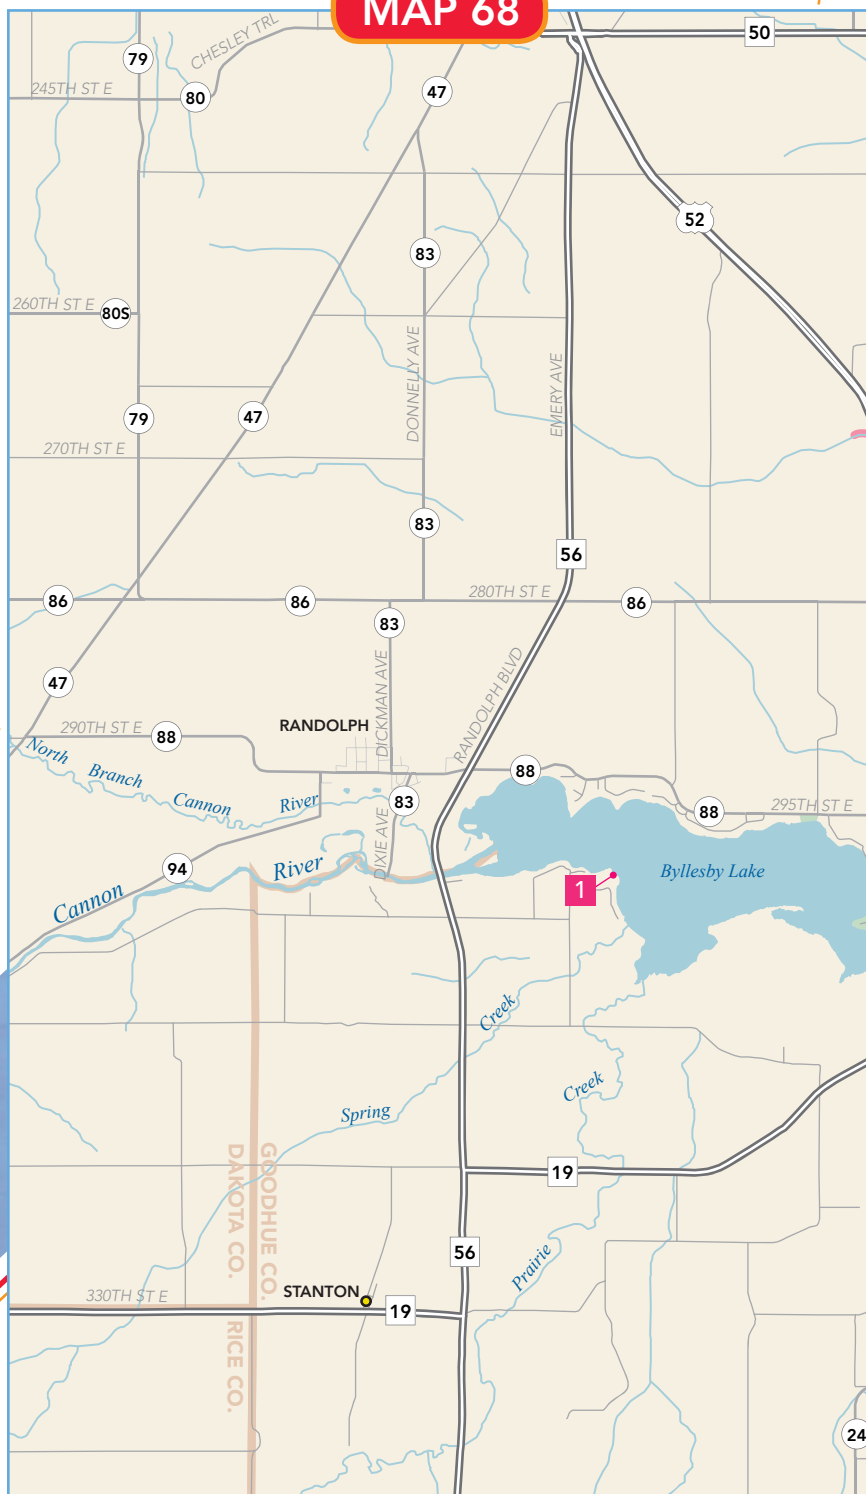 MAP 68
50
CHESLEY TRL
79
47
245TH ST E
80
52
83
260TH ST E
80S
DONNELLY AVE
EMERY AVE
79
47
270TH ST E
83
56
280TH ST E
86
86
86
83
DICKMAN AVE
RANDOLPH BLVD
47
290TH ST E
88
RANDOLPH
North Branch Cannon River
88
83
88
295TH ST E
DIXIE AVE
94
Cannon River
Byllesby Lake
1
Spring Creek
Prairie Creek
19
DAKOTA CO.
GOODHUE CO.
56
330TH ST E
STANTON
19
RICE CO.
24